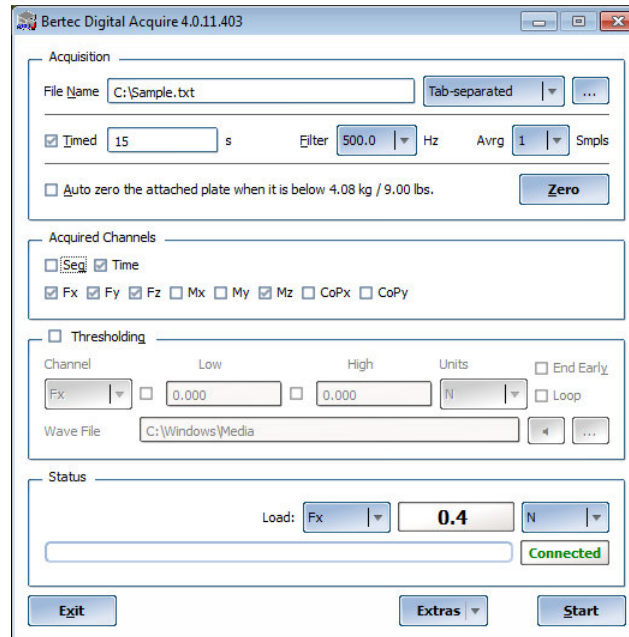 Bertec Digital Acquire 4.0.11.403
Acquisition
File Name C:\Sample.txt Tab-separated ...
Timed 15 s Filter 500.0 Hz Avrg 1 Smpls
Auto zero the attached plate when it is below 4.08 kg / 9.00 lbs. Zero
Acquired Channels
Seq Time
Fx Fy Fz Mx My Mz CoPx CoPy
Thresholding
Channel Low High Units End Early
Fx 0.000 0.000 N Loop
Wave File C:\Windows\Media ...
Status
Load: Fx 0.4 N
Connected
Exit Extras Start